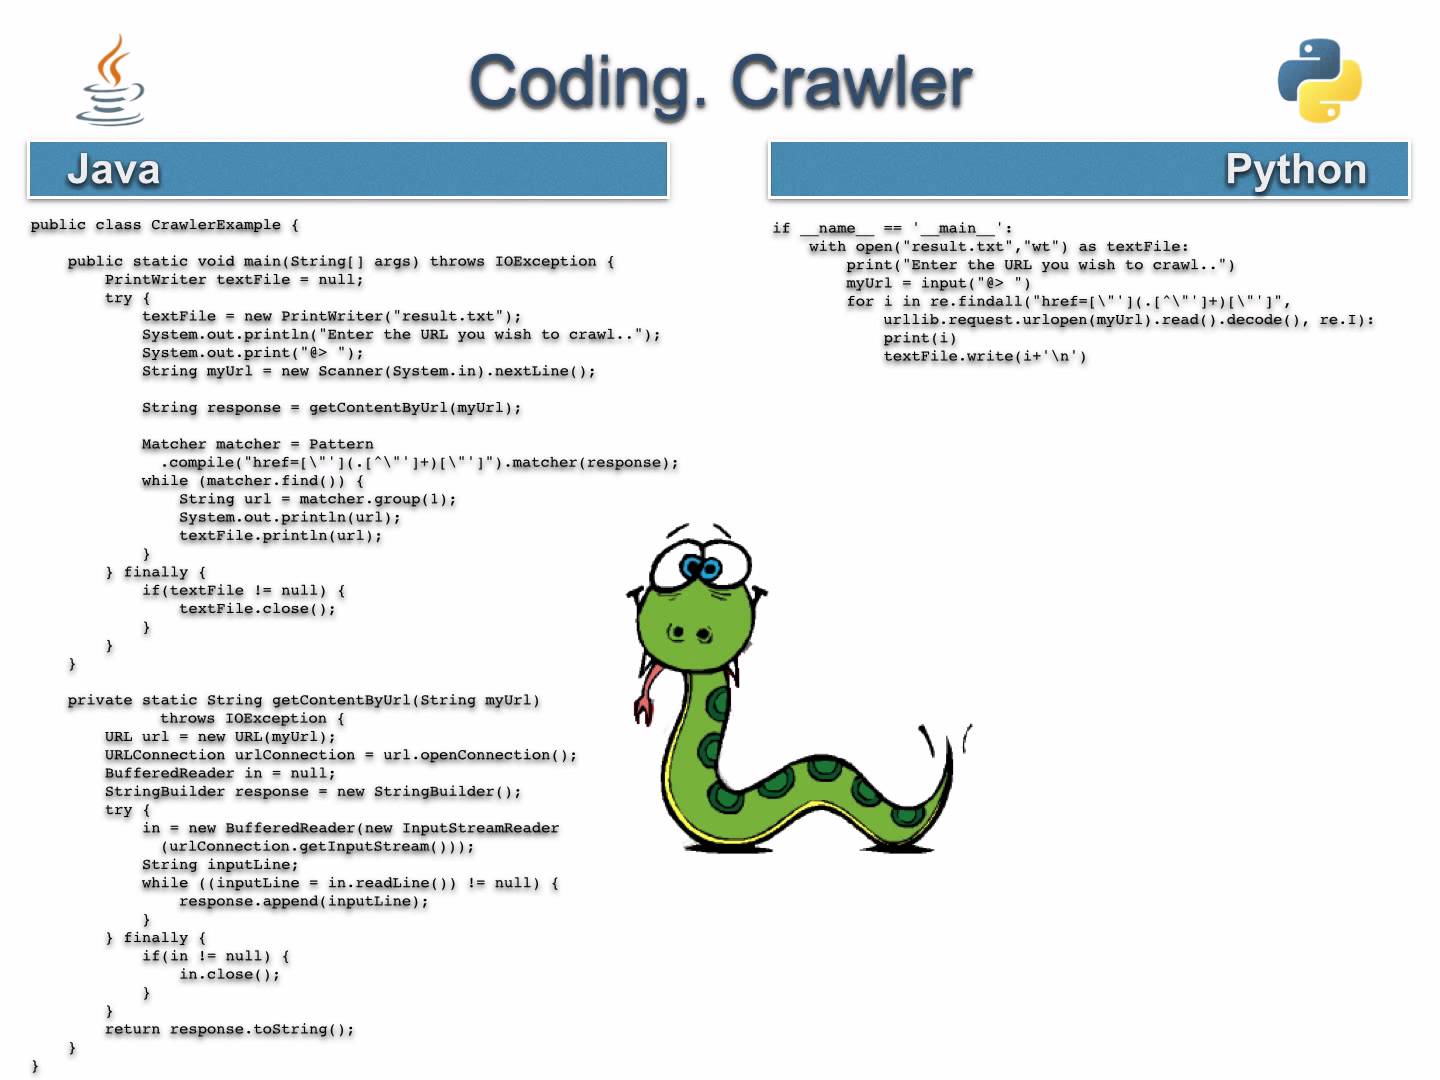 Coding. Crawler
Java
public class CrawlerExample {
    public static void main(String[] args) throws IOException {
        PrintWriter textFile = null;
        try {
            textFile = new PrintWriter("result.txt");
            System.out.println("Enter the URL you wish to crawl..");
            System.out.print("@> ");
            String myUrl = new Scanner(System.in).nextLine();
            String response = getContentByUrl(myUrl);
            Matcher matcher = Pattern
              .compile("href=[\"'](.[^\"']+)[\"']").matcher(response);
            while (matcher.find()) {
                String url = matcher.group(1);
                System.out.println(url);
                textFile.println(url);
            }
        } finally {
            if(textFile != null) {
                textFile.close();
            }
        }
    }
    private static String getContentByUrl(String myUrl)
              throws IOException {
        URL url = new URL(myUrl);
        URLConnection urlConnection = url.openConnection();
        BufferedReader in = null;
        StringBuilder response = new StringBuilder();
        try {
            in = new BufferedReader(new InputStreamReader
              (urlConnection.getInputStream()));
            String inputLine;
            while ((inputLine = in.readLine()) != null) {
                response.append(inputLine);
            }
        } finally {
            if(in != null) {
                in.close();
            }
        }
        return response.toString();
    }
}
Python
if __name__ == '__main__':
    with open("result.txt","wt") as textFile:
        print("Enter the URL you wish to crawl..")
        myUrl = input("@> ")
        for i in re.findall("href=[\"'](.[^\"']+)[\"']",
            urllib.request.urlopen(myUrl).read().decode(), re.I):
            print(i)
            textFile.write(i+'\n')